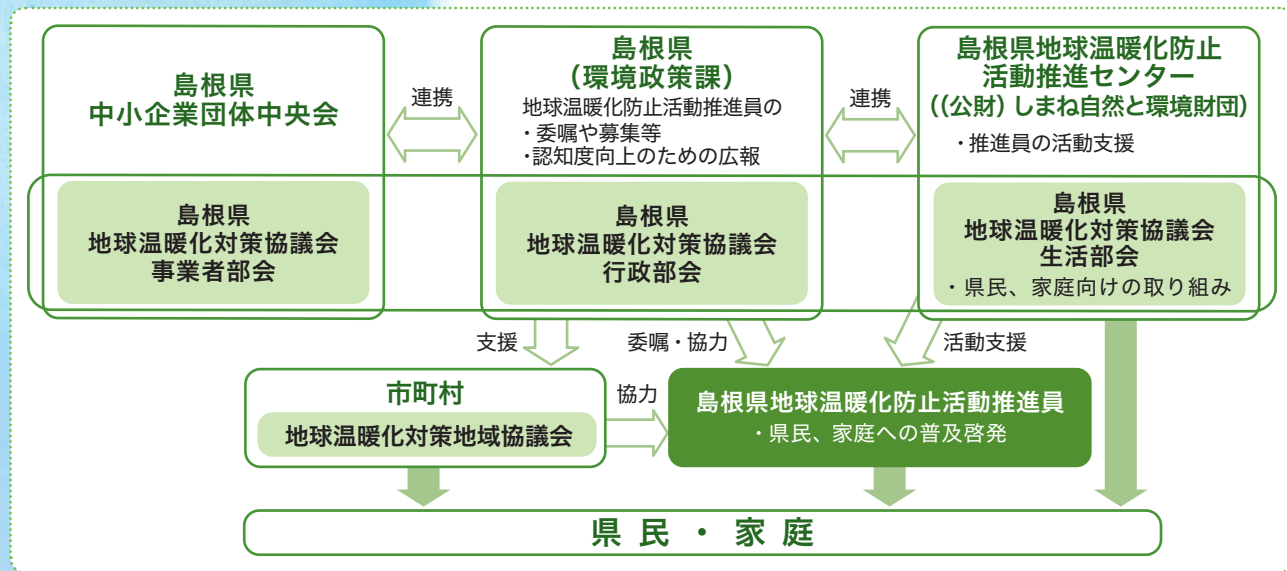 島根県
中小企業団体中央会
連携
島根県
(環境政策課)
地球温暖化防止活動推進員の
・委嘱や募集等
・認知度向上のための広報
連携
島根県地球温暖化防止
活動推進センター
((公財)しまね自然と環境財団)
・推進員の活動支援
島根県
地球温暖化対策協議会
事業者部会
島根県
地球温暖化対策協議会
行政部会
島根県
地球温暖化対策協議会
生活部会
・県民、家庭向けの取り組み
支援
委嘱・協力
活動支援
市町村
地球温暖化対策地域協議会
協力
島根県地球温暖化防止活動推進員
・県民、家庭への普及啓発
県民・家庭